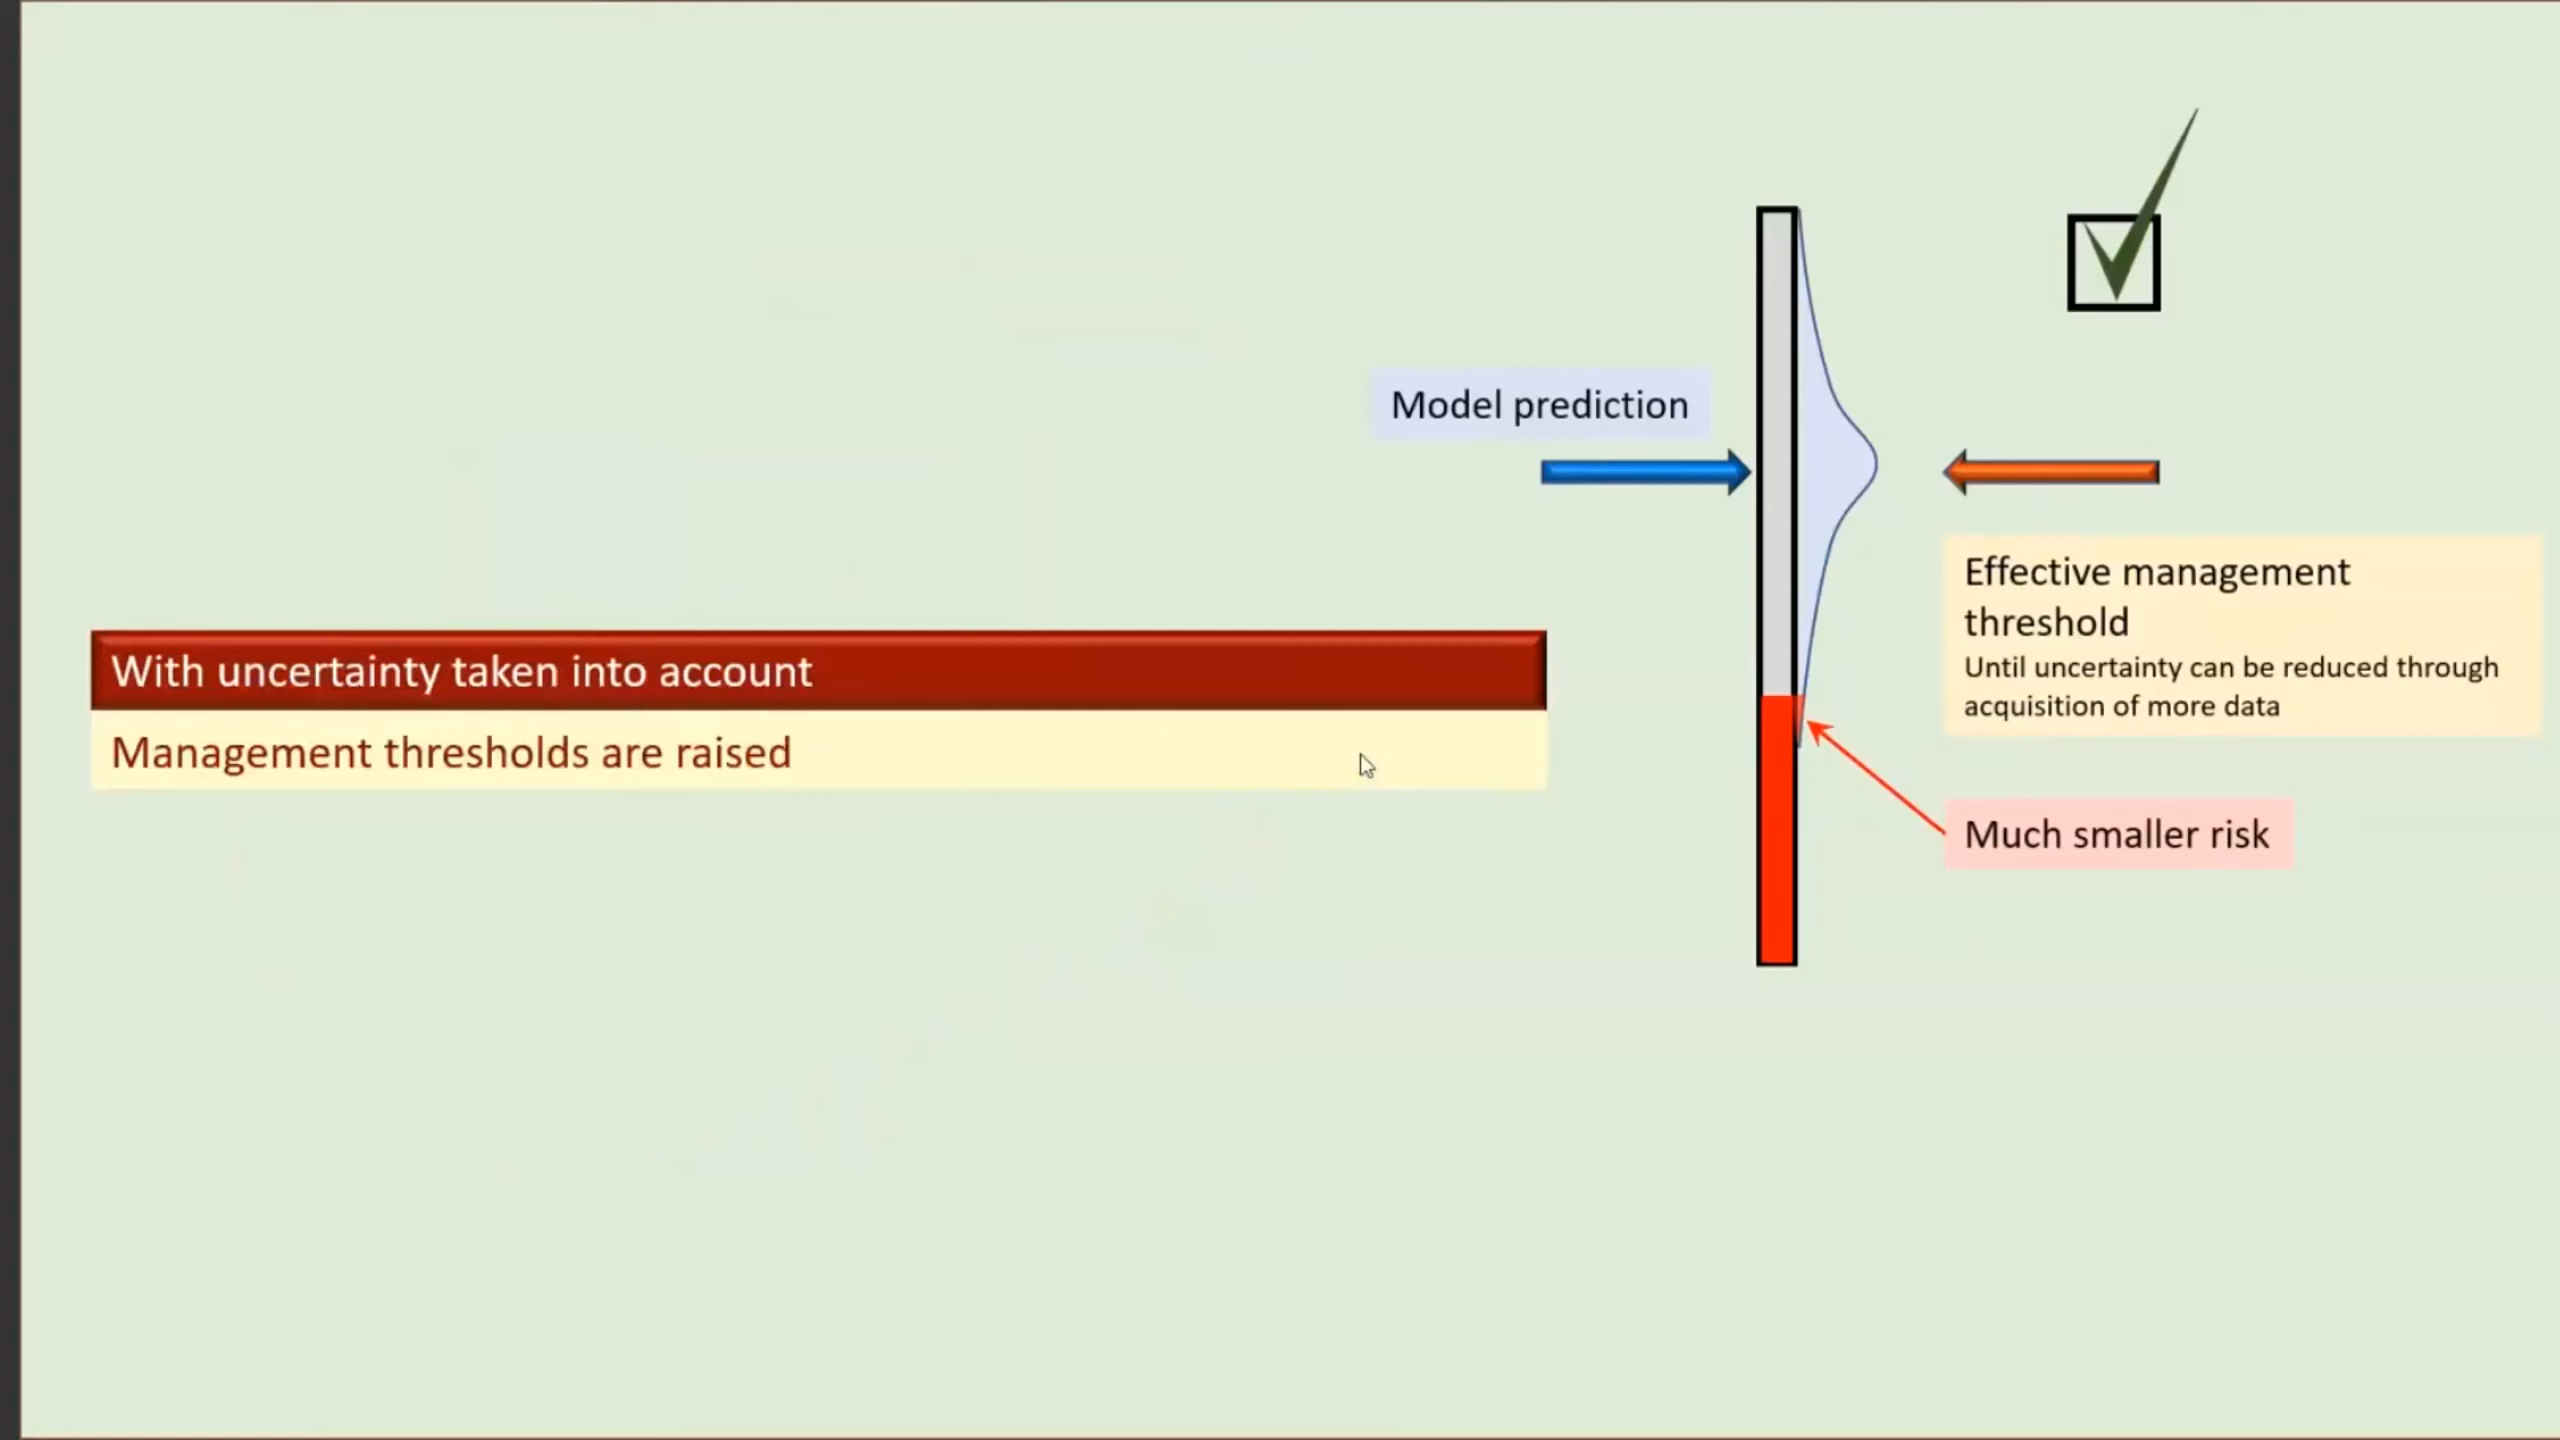 Model prediction
With uncertainty taken into account
Management thresholds are raised
Effective management
threshold
Until uncertainty can be reduced through
acquisition of more data
Much smaller risk